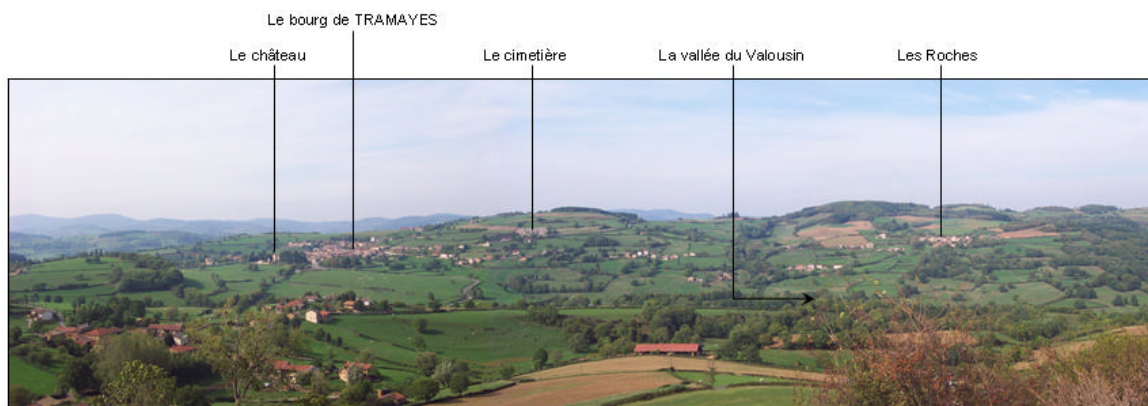 Le bourg de TRAMAYES
Le château
Le cimetière
La vallée du Valousin
Les Roches